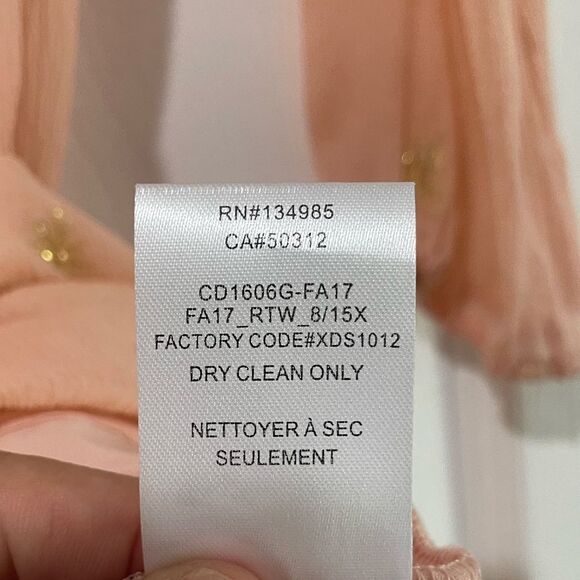 RN#134985
CA#50312
CD1606G-FA17
FA17_RTW_8/15X
FACTORY CODE#XDS1012
DRY CLEAN ONLY
NETTOYER À SEC
SEULEMENT